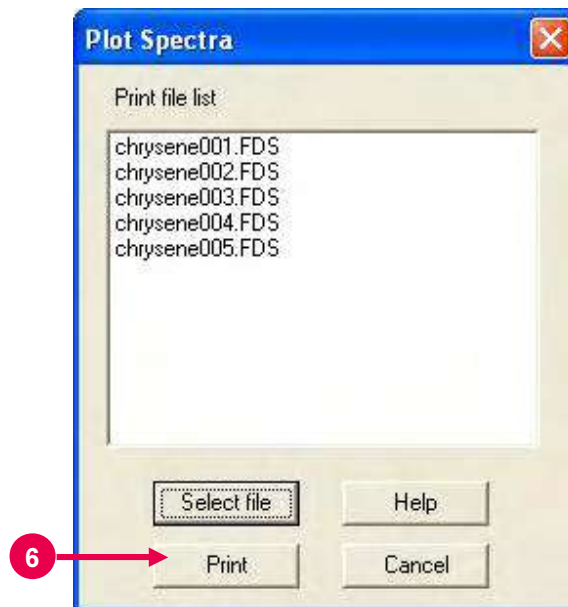 Plot Spectra
Print file list
chrysene001.FDS
chrysene002.FDS
chrysene003.FDS
chrysene004.FDS
chrysene005.FDS
Select file
Help
6
Print
Cancel